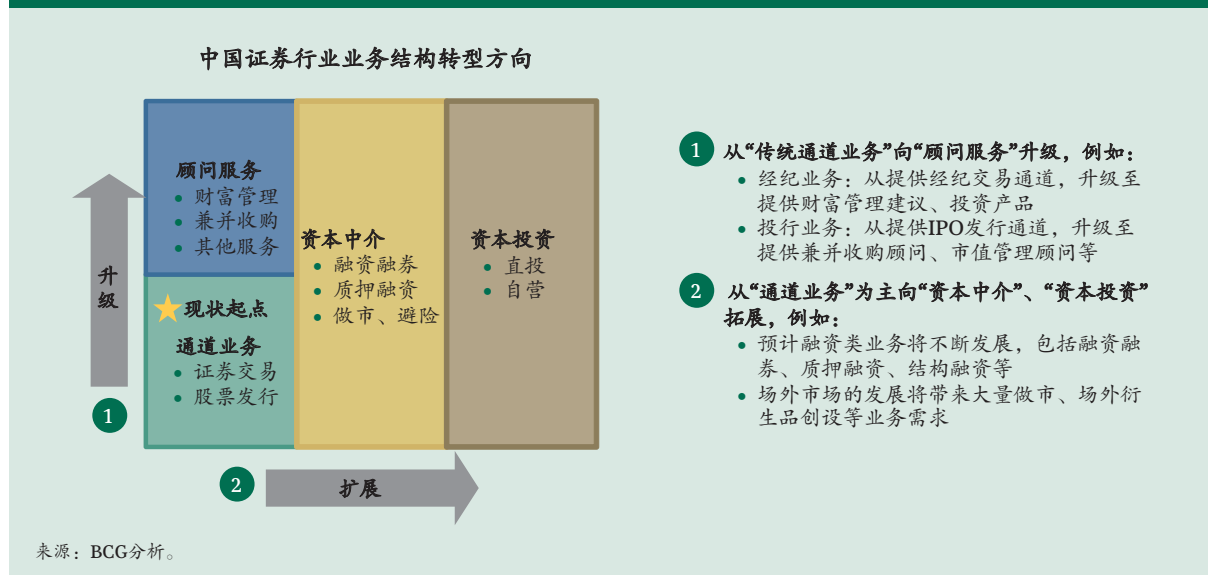 中国证券行业业务结构转型方向
顾问服务
• 财富管理
• 兼并收购
• 其他服务
现状起点
通道业务
• 证券交易
• 股票发行
资本中介
• 融资融券
• 质押融资
• 做市、避险
资本投资
• 直投
• 自营
升
级
1
2
扩展
1 从“传统通道业务”向“顾问服务”升级，例如：
• 经纪业务：从提供经纪交易通道，升级至
提供财富管理建议、投资产品
• 投行业务：从提供IPO发行通道，升级至
提供兼并收购顾问、市值管理顾问等
2 从“通道业务”为主向“资本中介”、“资本投资”
拓展，例如：
• 预计融资类业务将不断发展，包括融资融
券、质押融资、结构融资等
• 场外市场的发展将带来大量做市、场外衍
生品创设等业务需求
来源：BCG分析。